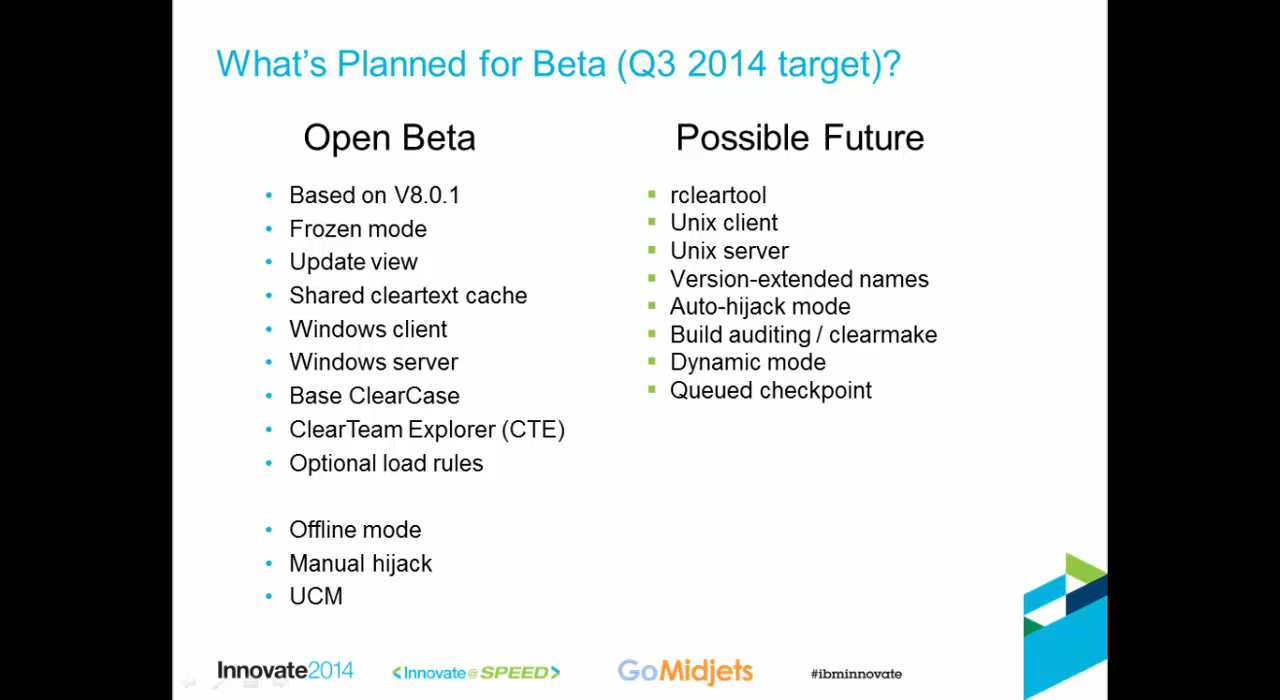 What's Planned for Beta (Q3 2014 target)?
Open Beta
Based on V8.0.1
Frozen mode
Update view
Shared cleartext cache
Windows client
Windows server
Base ClearCase
ClearTeam Explorer (CTE)
Optional load rules
Offline mode
Manual hijack
UCM
Possible Future
rcleartool
Unix client
Unix server
Version-extended names
Auto-hijack mode
Build auditing / clearmake
Dynamic mode
Queued checkpoint
Innovate2014
<Innovate@SPEED>
GoMidjets
#ibminnovate